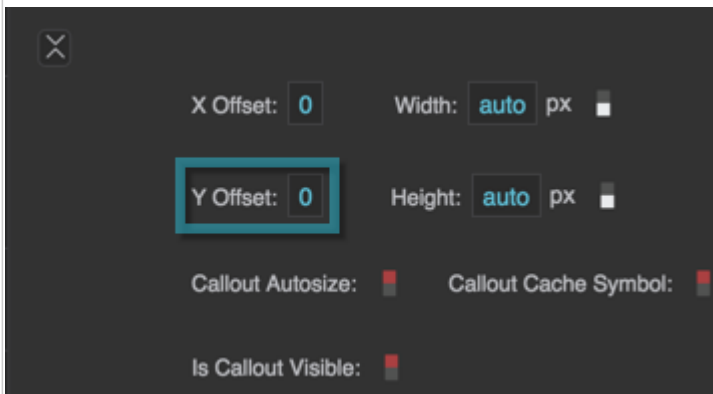 X Offset: 0 Width: auto px
Y Offset: 0 Height: auto px
Callout Autosize: Callout Cache Symbol:
Is Callout Visible: